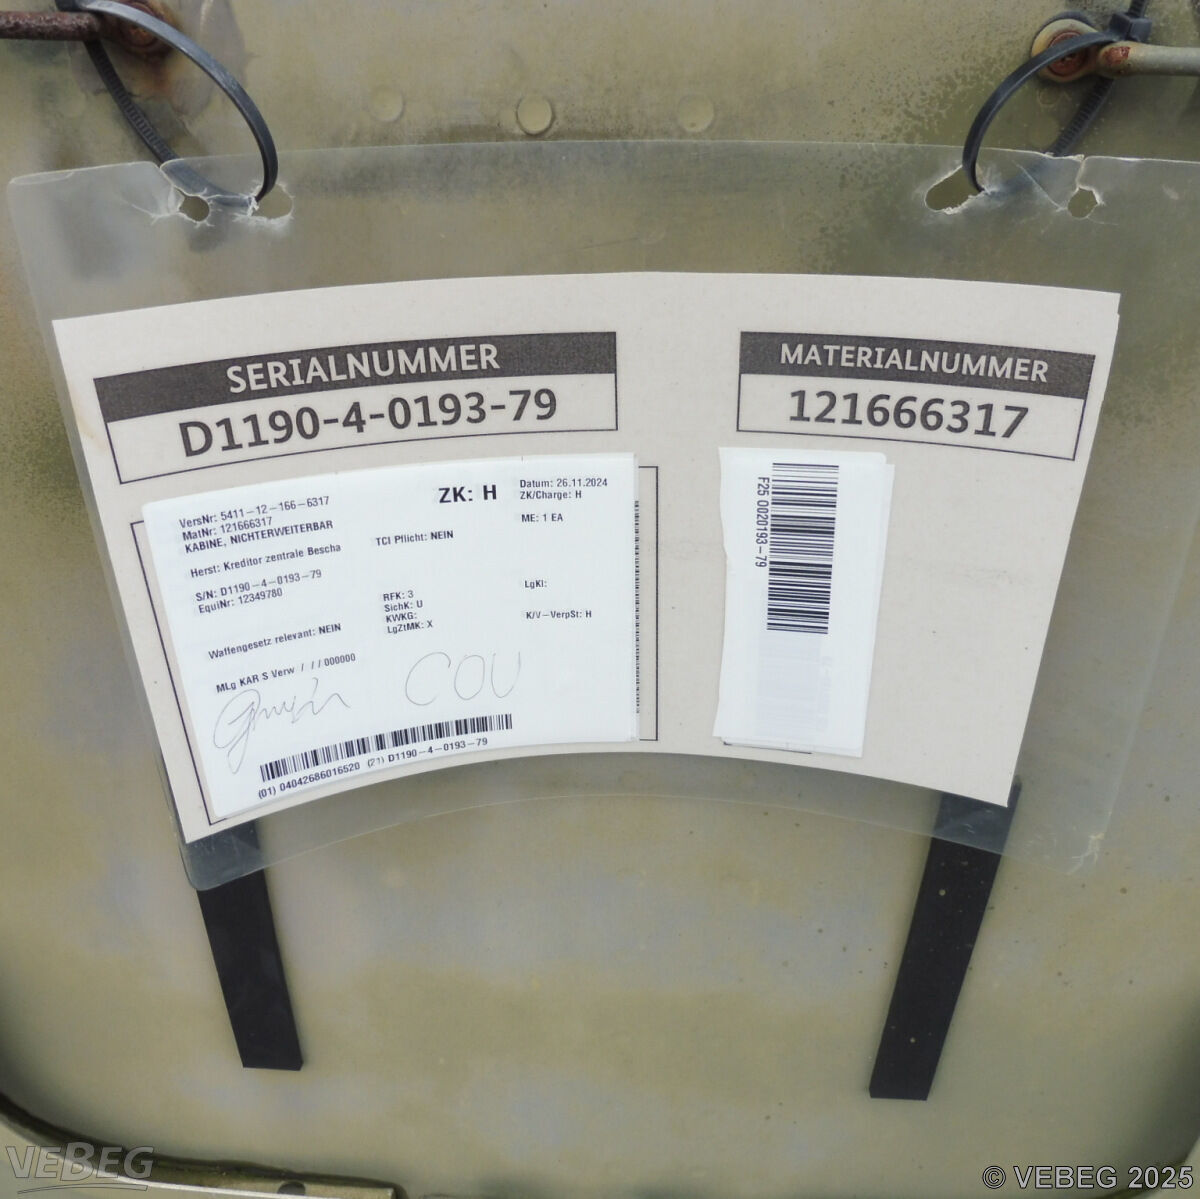 SERIALNUMMER
D1190-4-0193-79
MATERIALNUMMER
121666317
VersNr: 5411-12-166-6317
MatNr: 121666317
KABINE, NICHTERWEITERBAR
Herst: Kreditor zentrale Bescha
S/N: D1190-4-0193-79
EquiNr: 12349780
Waffengesetz relevant: NEIN
MLg KAR S Verw / / / 000000
ZK: H
TCI Pflicht: NEIN
RFK: 3
SichK: U
KWKG:
LgZtMK: X
COU
Datum: 26.11.2024
ZK/Charge: H
ME: 1 EA
LgKl:
K/V-VerpSt: H
(01) 04042686016520 (21) D1190-4-0193-79
F25 0020193-79
VEBEG
© VEBEG 2025